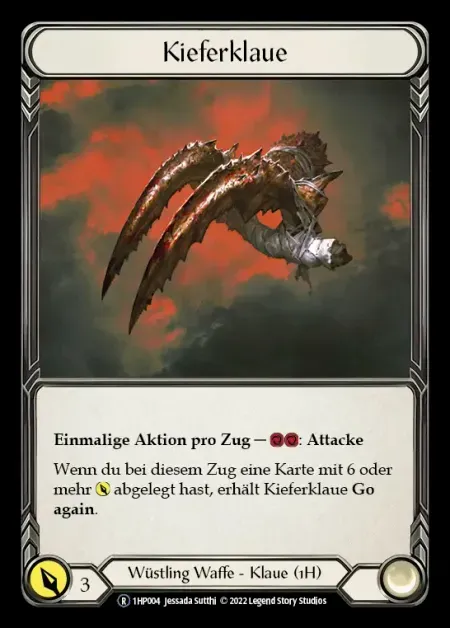 Kieferklaue
Einmalige Aktion pro Zug — : Attacke
Wenn du bei diesem Zug eine Karte mit 6 oder
mehr abgelegt hast, erhält Kieferklaue Go
again.
3
Wüstling Waffe - Klaue (1H)
R 1HP004 Jessada Sutthi © 2022 Legend Story Studios